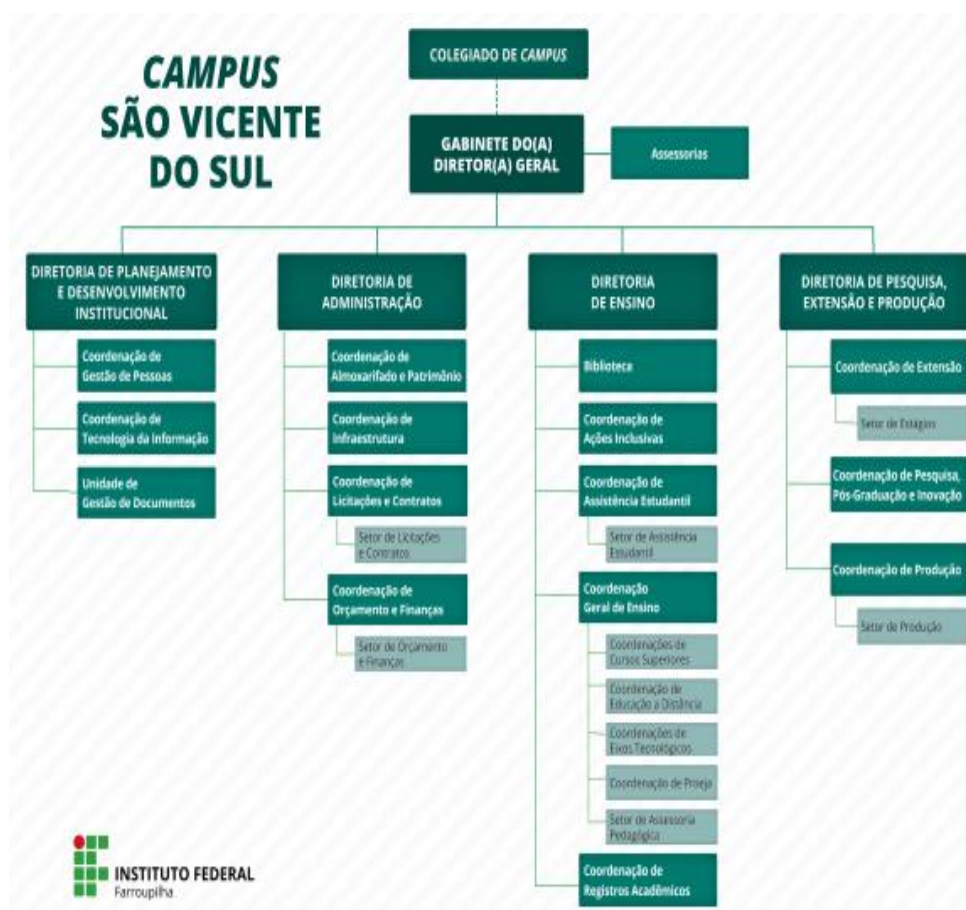 CAMPUS
SÃO VICENTE
DO SUL
COLEGIADO DE CAMPUS
GABINETE DO(A)
DIRETOR(A) GERAL
Assessorias
DIRETORIA DE PLANEJAMENTO
E DESENVOLVIMENTO
INSTITUCIONAL
Coordenação de
Gestão de Pessoas
Coordenação de
Tecnologia da Informação
Unidade de
Gestão de Documentos
DIRETORIA DE
ADMINISTRAÇÃO
Coordenação de
Almoxarifado e Patrimônio
Coordenação de
Infraestrutura
Coordenação de
Licitações e Contratos
Setor de Licitações
e Contratos
Coordenação de
Orçamento e Finanças
Setor de Orçamento
e Finanças
DIRETORIA
DE ENSINO
Biblioteca
Coordenação de
Ações Inclusivas
Coordenação de
Assistência Estudantil
Setor de Assistência
Estudantil
Coordenação
Geral de Ensino
Coordenações de
Cursos Superiores
Coordenação de
Educação a Distância
Coordenações de
Eixos Tecnológicos
Coordenação de Proeja
Setor de Assessoria
Pedagógica
Coordenação de
Registros Acadêmicos
DIRETORIA DE PESQUISA,
EXTENSÃO E PRODUÇÃO
Coordenação de Extensão
Setor de Estágios
Coordenação de Pesquisa,
Pós-Graduação e Inovação
Coordenação de Produção
Setor de Produção
INSTITUTO FEDERAL
Farroupilha